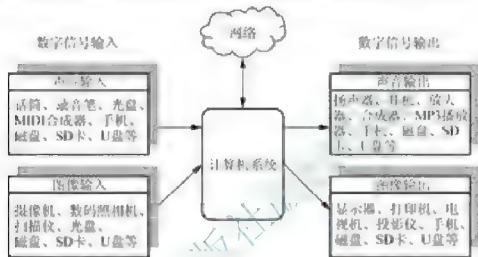 网络
数字信号输入
数字信号输出
声音输入
话筒、录音笔、光盘、
MIDI合成器、手机、
磁盘、SD卡、U盘等
图像输入
摄像机、数码照相机、
扫描仪、光盘、
磁盘、SD卡、U盘等
计算机系统
声音输出
扬声器、耳机、放大
器、合成器、MP3播放
器、手机、磁盘、SD
卡、U盘等
图像输出
显示器、打印机、电
视机、投影仪、手机、
磁盘、SD卡、U盘等